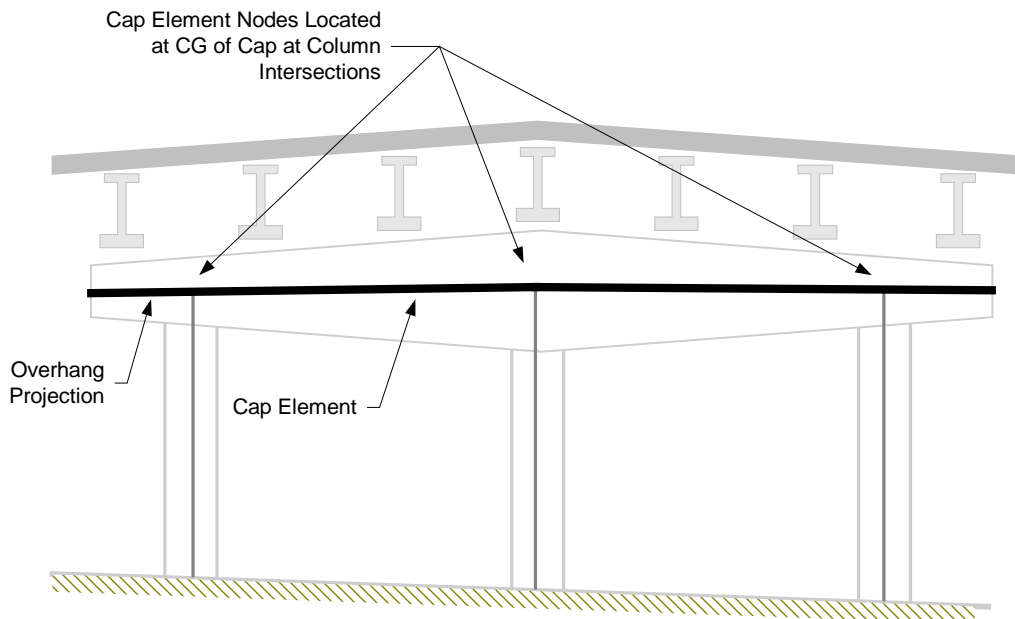 Cap Element Nodes Located
at CG of Cap at Column
Intersections
Overhang
Projection
Cap Element